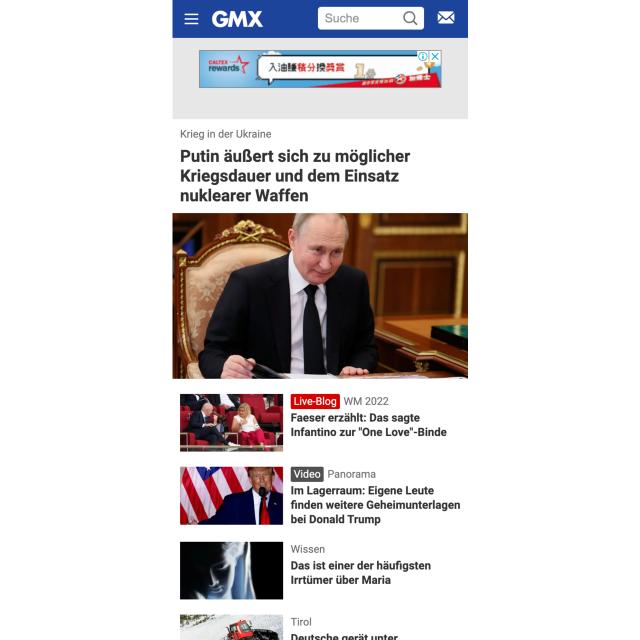 GMX
Suche
CALTEX
rewards
入油賺積分換獎賞
Krieg in der Ukraine
Putin äußert sich zu möglicher
Kriegsdauer und dem Einsatz
nuklearer Waffen
Live-Blog WM 2022
Faeser erzählt: Das sagte
Infantino zur "One Love"-Binde
Video Panorama
Im Lagerraum: Eigene Leute
finden weitere Geheimunterlagen
bei Donald Trump
Wissen
Das ist einer der häufigsten
Irrtümer über Maria
Tirol
Deutsche gerät unter